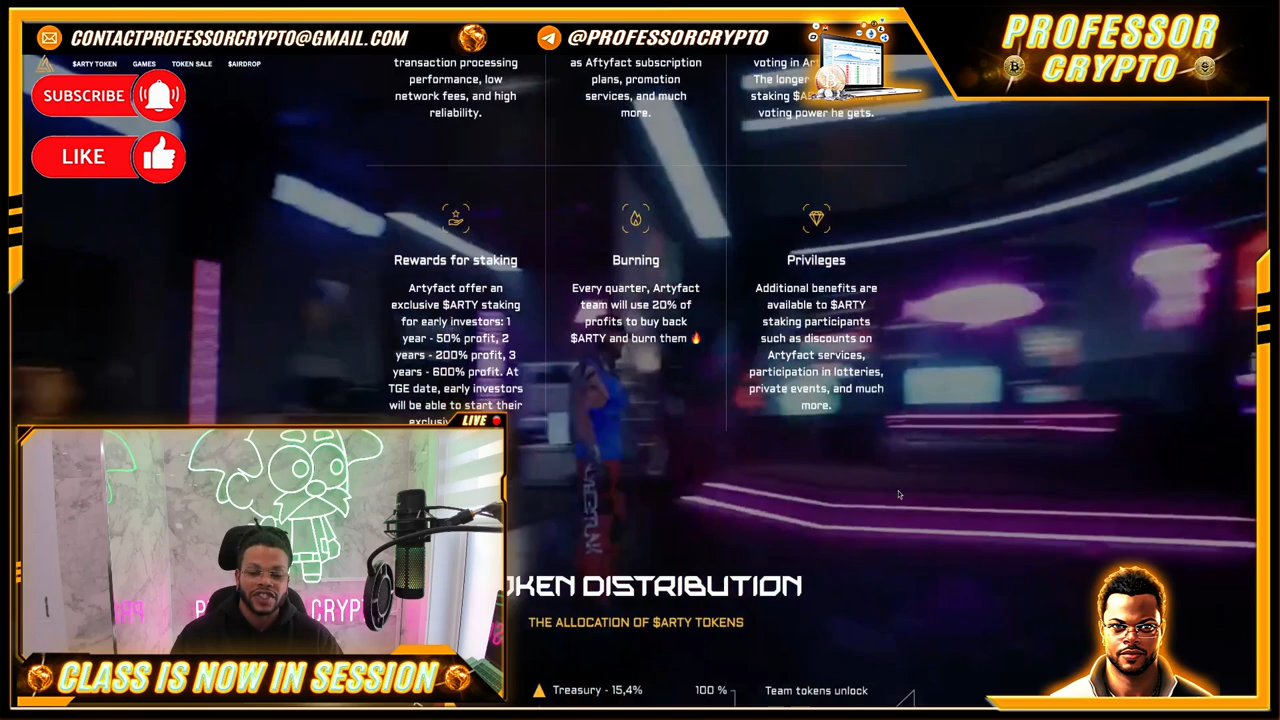 CONTACTPROFESSORCRYPTO@GMAIL.COM
@PROFESSORCRYPTO
PROFESSOR
CRYPTO
$ARTY TOKEN
GAMES
TOKEN SALE
$AIRDROP
SUBSCRIBE
LIKE
transaction processing
performance, low
network fees, and high
reliability.
as Aftyfact subscription
plans, promotion
services, and much
more.
voting in
The longer
staking
voting power he gets.
Rewards for staking
Artyfact offer an
exclusive $ARTY staking
for early investors: 1
year - 50% profit, 2
years - 200% profit, 3
years - 600% profit. At
TGE date, early investors
will be able to start their
Burning
Every quarter, Artyfact
team will use 20% of
profits to buy back
$ARTY and burn them 🔥
Privileges
Additional benefits are
available to $ARTY
staking participants
such as discounts on
Artyfact services,
participation in lotteries,
private events, and much
more.
LIVE
DISTRIBUTION
THE ALLOCATION OF $ARTY TOKENS
Treasury - 15,4%
100 %
Team tokens unlock
CLASS IS NOW IN SESSION